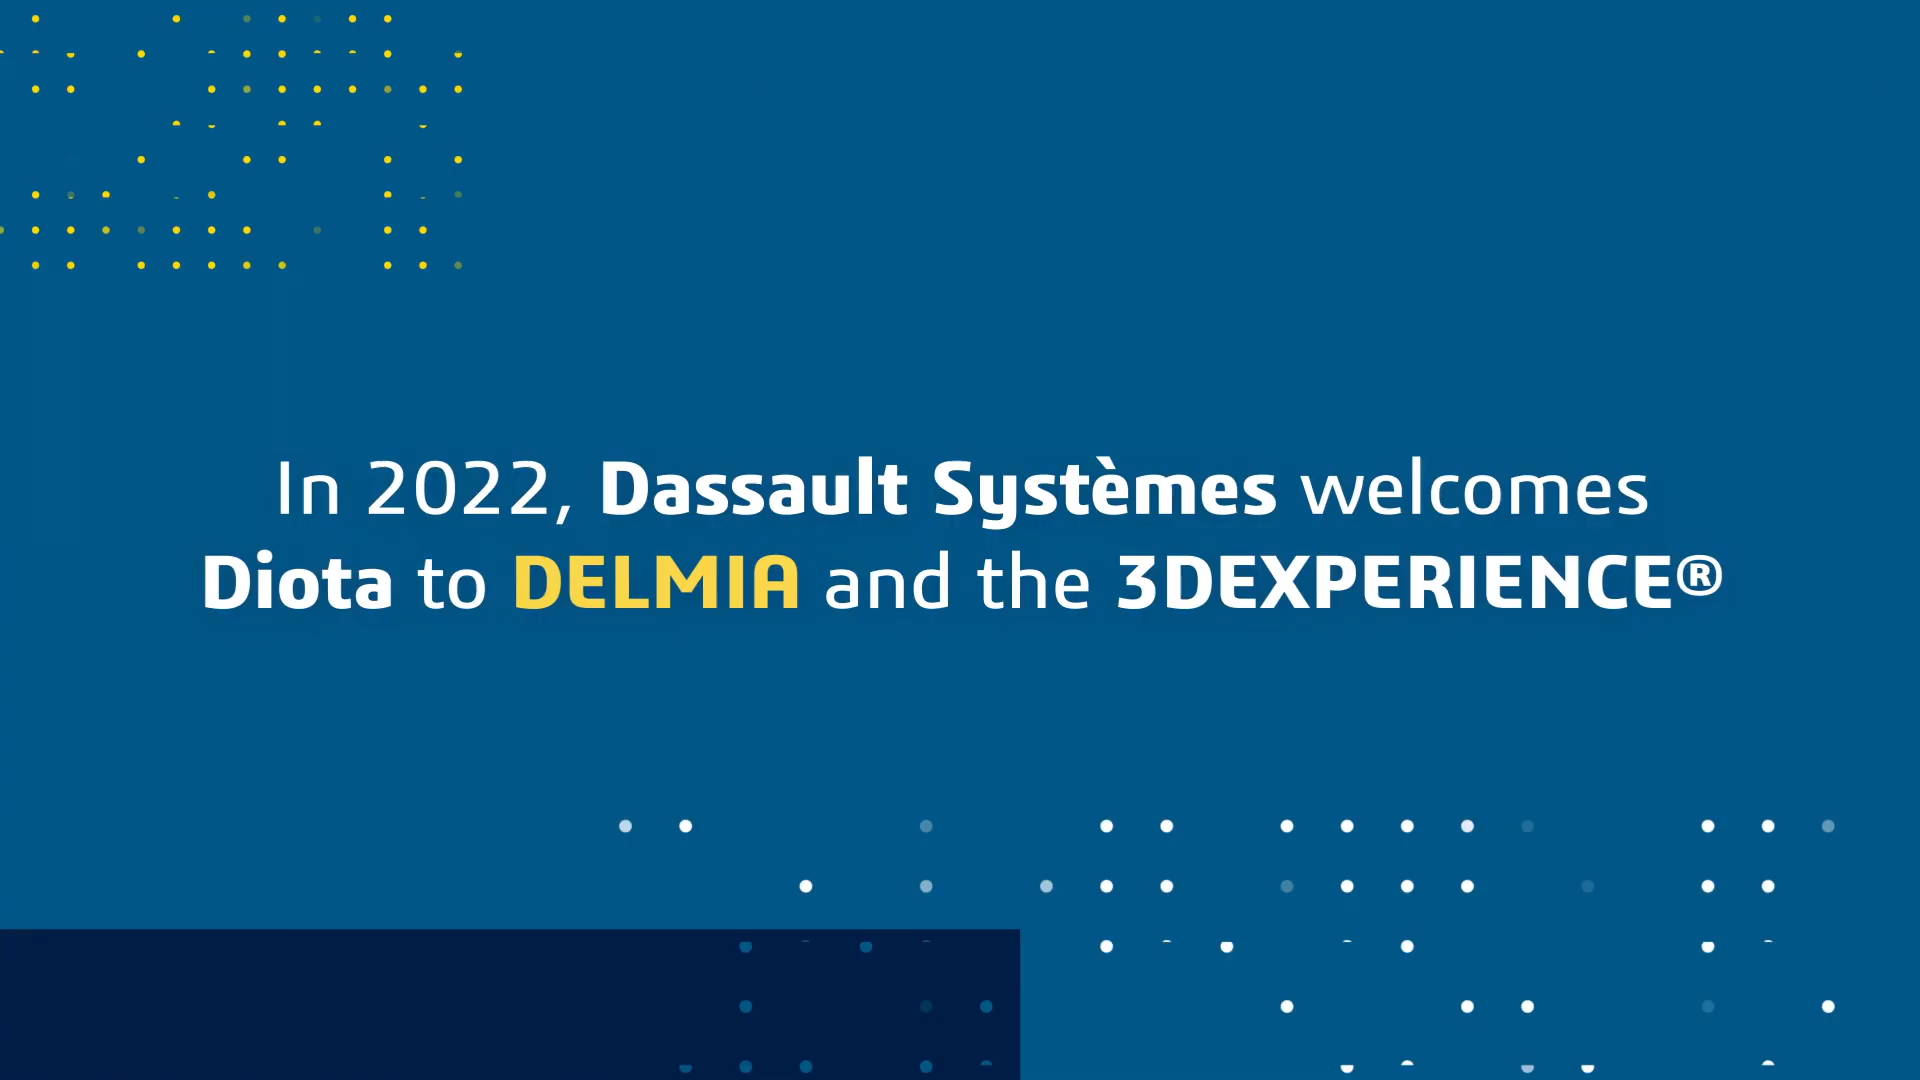 In 2022, Dassault Systèmes welcomes
Diota to DELMIA and the 3DEXPERIENCE®